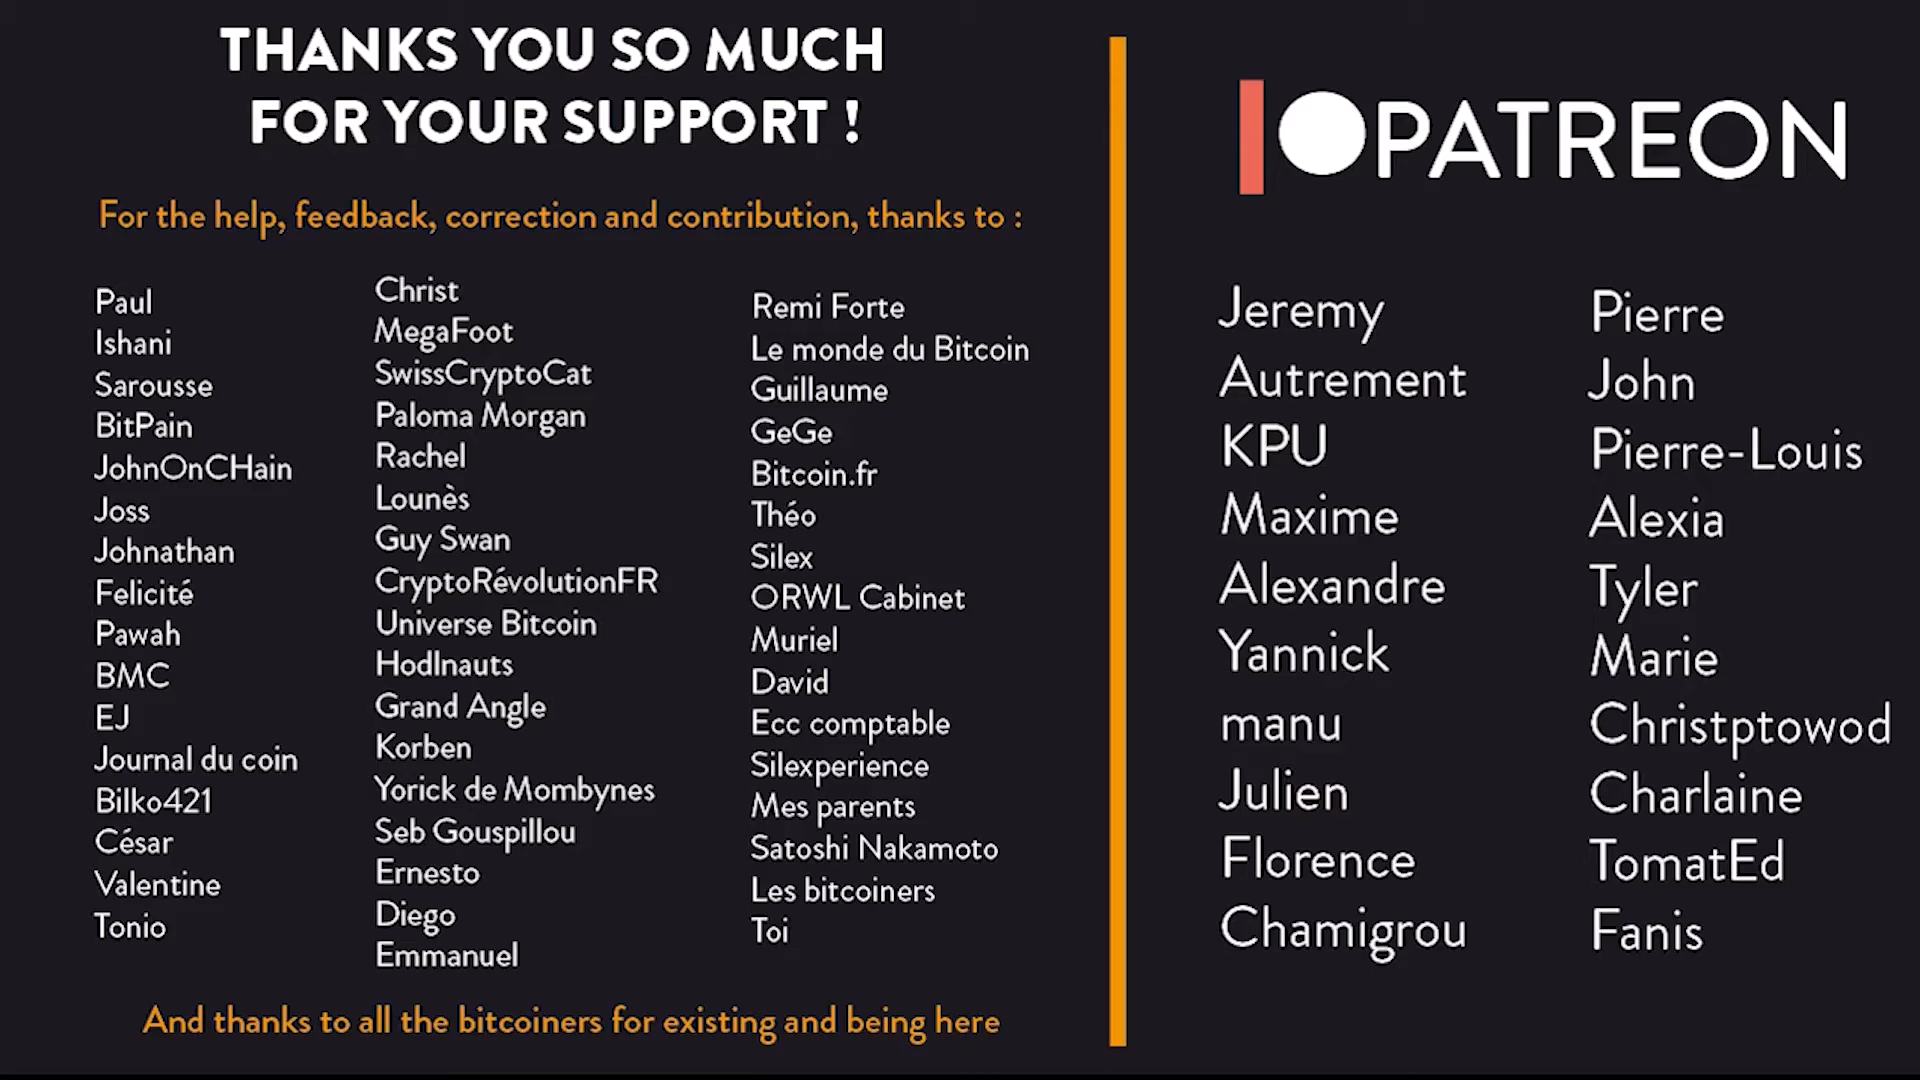 THANKS YOU SO MUCH
FOR YOUR SUPPORT !
For the help, feedback, correction and contribution, thanks to :
Paul
Ishani
Sarousse
BitPain
JohnOnCHain
Joss
Johnathan
Felicité
Pawah
BMC
EJ
Journal du coin
Bilko421
César
Valentine
Tonio
Christ
MegaFoot
SwissCryptoCat
Paloma Morgan
Rachel
Lounès
Guy Swan
CryptoRévolutionFR
Universe Bitcoin
Hodlnauts
Grand Angle
Korben
Yorick de Mombynes
Seb Gouspillou
Ernesto
Diego
Emmanuel
Remi Forte
Le monde du Bitcoin
Guillaume
GeGe
Bitcoin.fr
Théo
Silex
ORWL Cabinet
Muriel
David
Ecc comptable
Silexperience
Mes parents
Satoshi Nakamoto
Les bitcoiners
Toi
And thanks to all the bitcoiners for existing and being here
PATREON
Jeremy
Autrement
KPU
Maxime
Alexandre
Yannick
manu
Julien
Florence
Chamigrou
Pierre
John
Pierre-Louis
Alexia
Tyler
Marie
Christptowod
Charlaine
TomatEd
Fanis